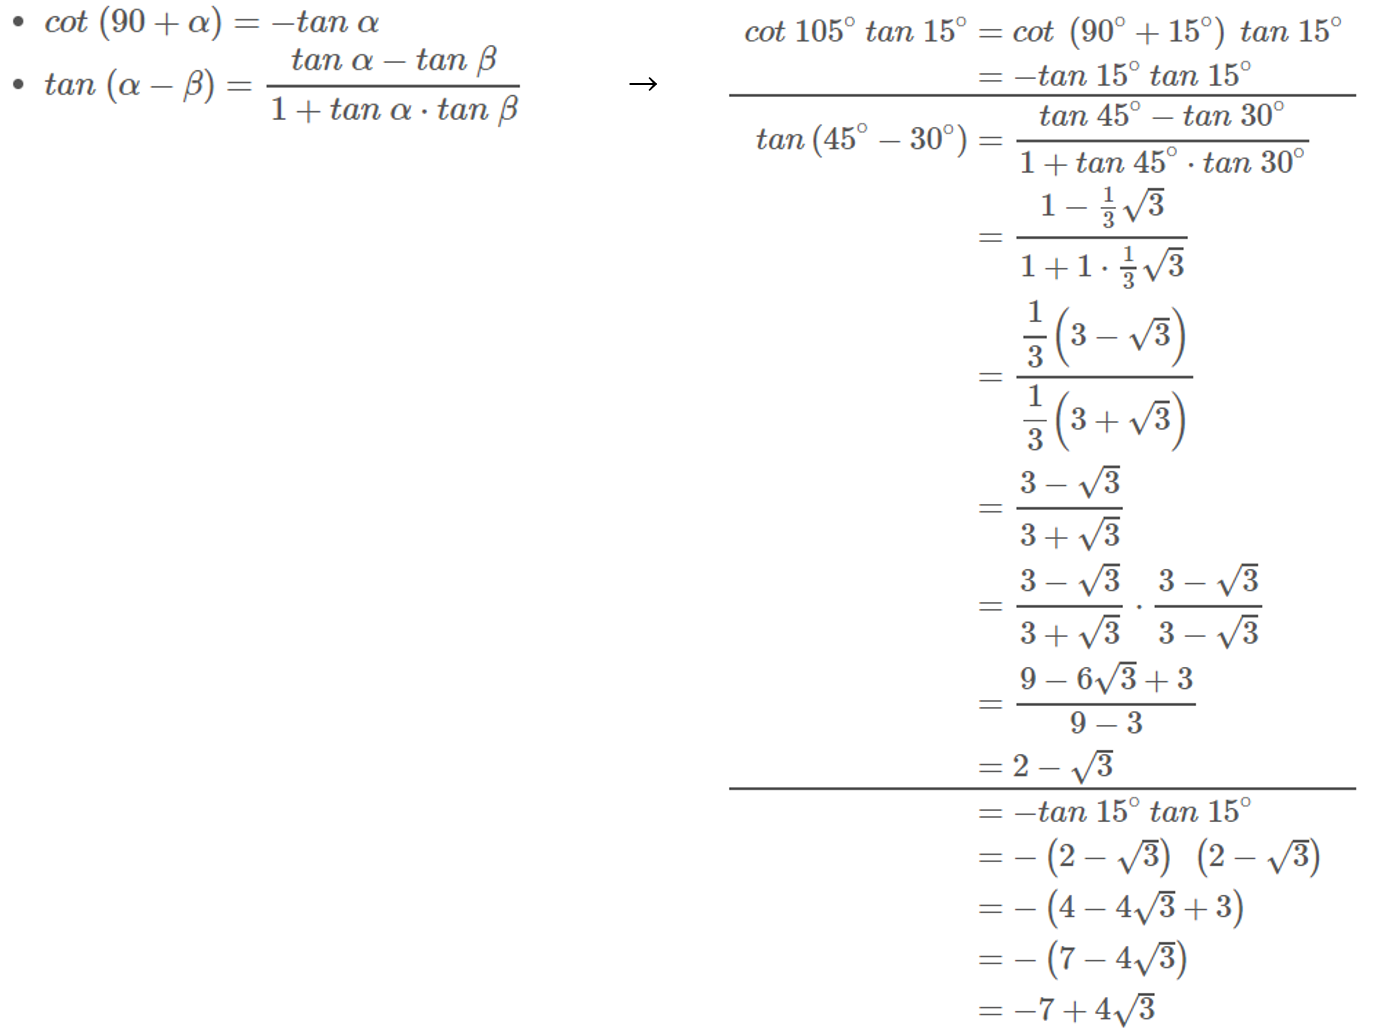 • cot (90 + α) = −tan α
• tan (α − β) = (tan α − tan β) / (1 + tan α · tan β)
→
cot 105° tan 15° = cot (90° + 15°) tan 15°
= −tan 15° tan 15°
tan (45° − 30°) = (tan 45° − tan 30°) / (1 + tan 45° · tan 30°)
= (1 − 1/3 √3) / (1 + 1 · 1/3 √3)
= (1/3 (3 − √3)) / (1/3 (3 + √3))
= (3 − √3) / (3 + √3)
= (3 − √3) / (3 + √3) · (3 − √3) / (3 − √3)
= (9 − 6√3 + 3) / (9 − 3)
= 2 − √3
= −tan 15° tan 15°
= − (2 − √3) (2 − √3)
= − (4 − 4√3 + 3)
= − (7 − 4√3)
= −7 + 4√3